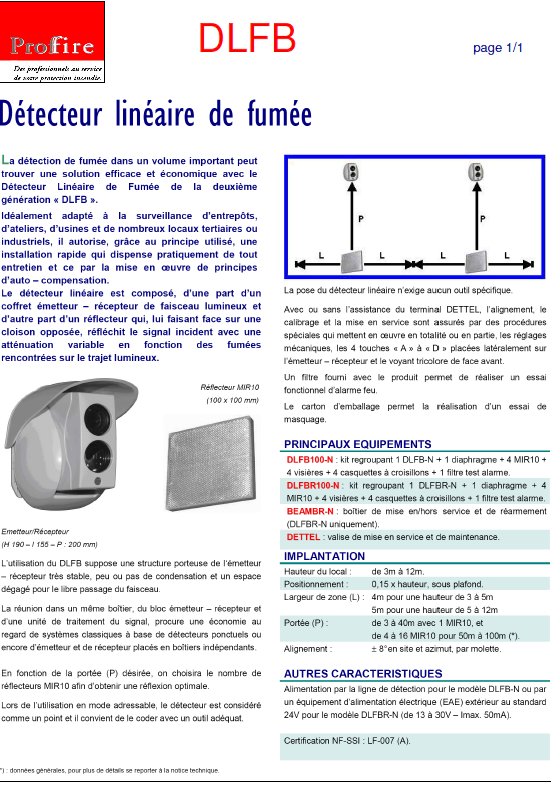 Proffire
Des professionnels au service
de votre protection incendie.
DLFB
page 1/1
Détecteur linéaire de fumée
La détection de fumée dans un volume important peut
trouver une solution efficace et économique avec le
Détecteur Linéaire de Fumée de la deuxième
génération « DLFB ».
Idéalement adapté à la surveillance d'entrepôts,
d'ateliers, d'usines et de nombreux locaux tertiaires ou
industriels, il autorise, grâce au principe utilisé, une
installation rapide qui dispense pratiquement de tout
entretien et ce par la mise en œuvre de principes
d'auto – compensation.
Le détecteur linéaire est composé, d'une part d'un
coffret émetteur – récepteur de faisceau lumineux et
d'autre part d'un réflecteur qui, lui faisant face sur une
cloison opposée, réfléchit le signal incident avec une
atténuation variable en fonction des fumées
rencontrées sur le trajet lumineux.
Réflecteur MIR10
(100 x 100 mm)
Emetteur/Récepteur
(H 190 – l 155 – P : 200 mm)
L'utilisation du DLFB suppose une structure porteuse de l'émetteur
– récepteur très stable, peu ou pas de condensation et un espace
dégagé pour le libre passage du faisceau.
La réunion dans un même boîtier, du bloc émetteur – récepteur et
d'une unité de traitement du signal, procure une économie au
regard de systèmes classiques à base de détecteurs ponctuels ou
encore d'émetteur et de récepteur placés en boîtiers indépendants.
En fonction de la portée (P) désirée, on choisira le nombre de
réflecteurs MIR10 afin d'obtenir une réflexion optimale.
Lors de l'utilisation en mode adressable, le détecteur est considéré
comme un point et il convient de le coder avec un outil adéquat.
P P
L L L L
La pose du détecteur linéaire n'exige aucun outil spécifique.
Avec ou sans l'assistance du terminal DETTEL, l'alignement, le
calibrage et la mise en service sont assurés par des procédures
spéciales qui mettent en œuvre en totalité ou en partie, les réglages
mécaniques, les 4 touches « A » à « D » placées latéralement sur
l'émetteur – récepteur et le voyant tricolore de face avant.
Un filtre fourni avec le produit permet de réaliser un essai
fonctionnel d'alarme feu.
Le carton d'emballage permet la réalisation d'un essai de
masquage.
PRINCIPAUX EQUIPEMENTS
DLFB100-N : kit regroupant 1 DLFB-N + 1 diaphragme + 4 MIR10 +
4 visières + 4 casquettes à croisillons + 1 filtre test alarme.
DLFBR100-N : kit regroupant 1 DLFBR-N + 1 diaphragme + 4
MIR10 + 4 visières + 4 casquettes à croisillons + 1 filtre test alarme.
BEAMBR-N : boîtier de mise en/hors service et de réarmement
(DLFBR-N uniquement).
DETTEL : valise de mise en service et de maintenance.
IMPLANTATION
Hauteur du local : de 3m à 12m.
Positionnement : 0,15 x hauteur, sous plafond.
Largeur de zone (L) : 4m pour une hauteur de 3 à 5m
5m pour une hauteur de 5 à 12m
Portée (P) : de 3 à 40m avec 1 MIR10, et
de 4 à 16 MIR10 pour 50m à 100m (*).
Alignement : ± 8° en site et azimut, par molette.
AUTRES CARACTERISTIQUES
Alimentation par la ligne de détection pour le modèle DLFB-N ou par
un équipement d'alimentation électrique (EAE) extérieur au standard
24V pour le modèle DLFBR-N (de 13 à 30V – Imax. 50mA).
Certification NF-SSI : LF-007 (A).
*) : données générales, pour plus de détails se reporter à la notice technique.